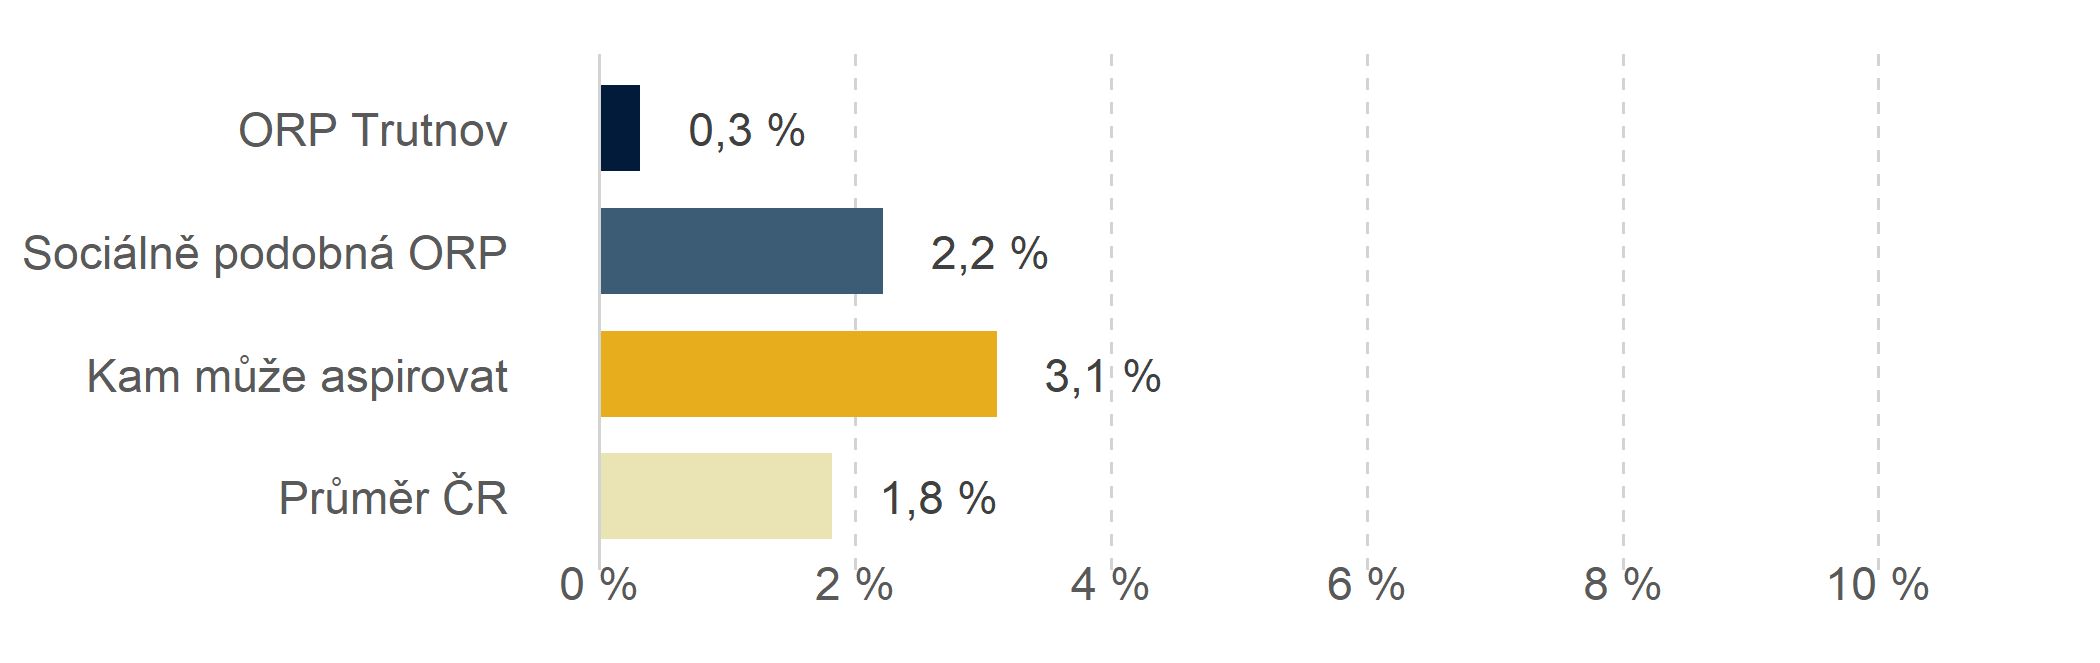 ORP Trutnov 0,3 %
Sociálně podobná ORP 2,2 %
Kam může aspirovat 3,1 %
Průměr ČR 1,8 %
0 % 2 % 4 % 6 % 8 % 10 %